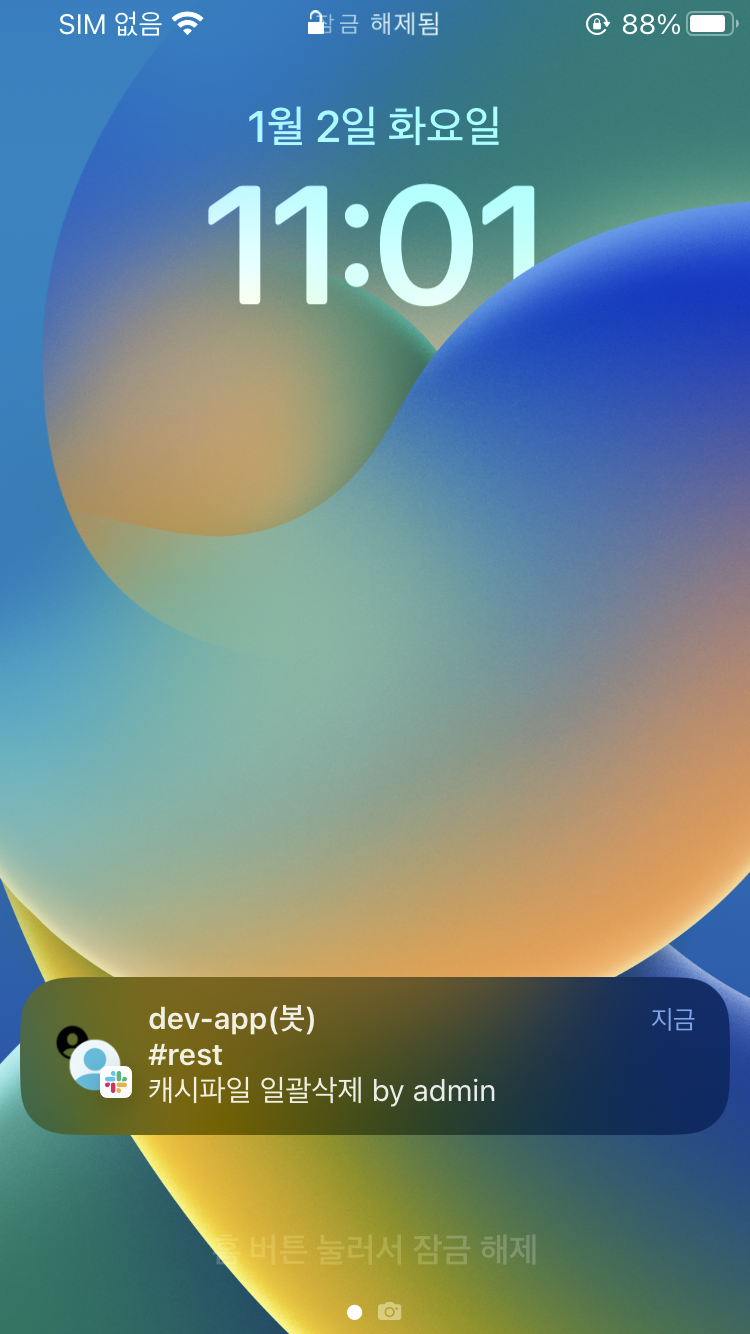 SIM 없음 잠금 해제됨 88%
1월 2일 화요일
11:01
dev-app(봇) 지금
#rest
캐시파일 일괄삭제 by admin
홈 버튼 눌러서 잠금 해제